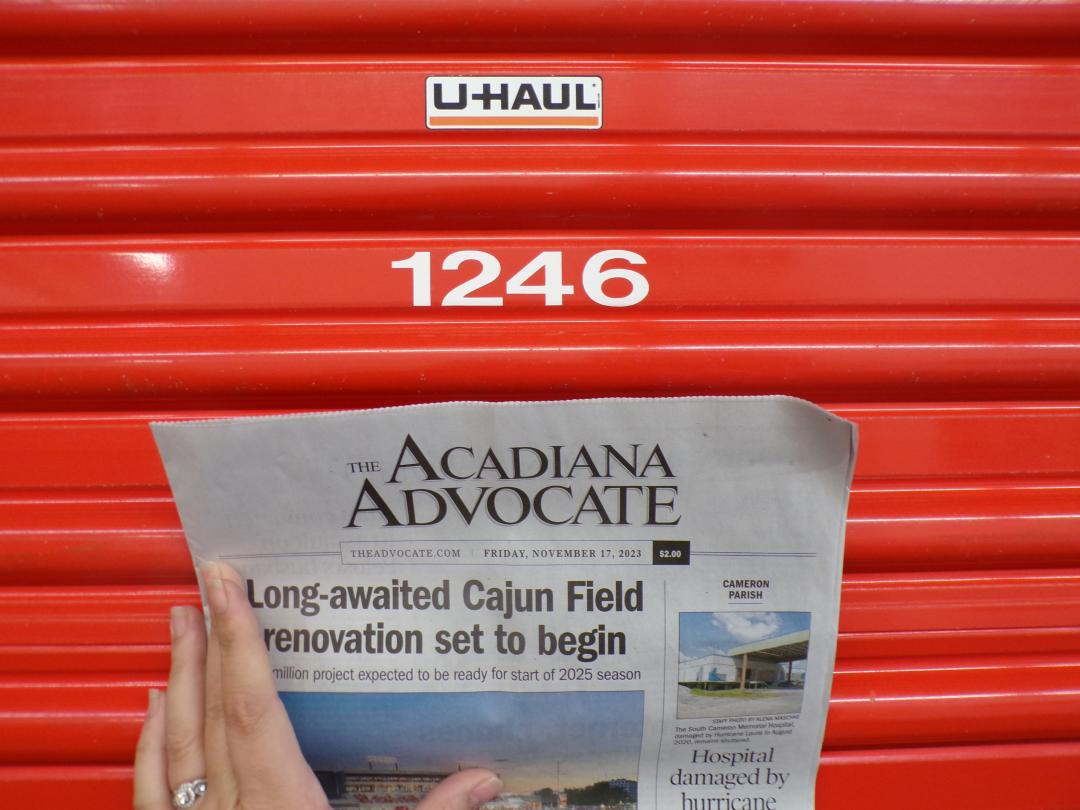 U-HAUL
1246
THE ACADIANA
ADVOCATE
THEADVOCATE.COM | FRIDAY, NOVEMBER 17, 2023 $2.00
Long-awaited Cajun Field
renovation set to begin
million project expected to be ready for start of 2025 season
CAMERON
PARISH
STAFF PHOTO BY ALENA MASCHKE
The South Cameron Memorial Hospital,
damaged by Hurricane Laura in August
2020, remains shuttered.
Hospital
damaged by
hurricane